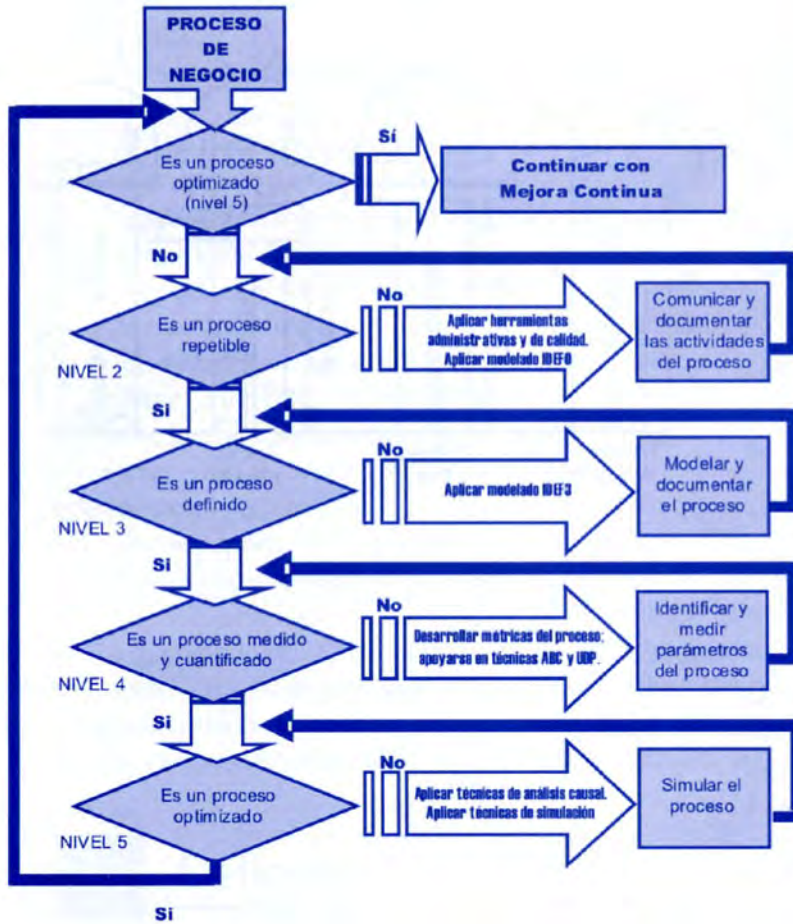 PROCESO
DE
NEGOCIO
Es un proceso
optimizado
(nivel 5)
Sí
Continuar con
Mejora Continua
No
Es un proceso
repetible
NIVEL 2
No
Aplicar herramientas
administrativas y de calidad.
Aplicar modelado IDEF0
Comunicar y
documentar
las actividades
del proceso
Si
Es un proceso
definido
NIVEL 3
No
Aplicar modelado IDEF3
Modelar y
documentar
el proceso
Si
Es un proceso medido
y cuantificado
NIVEL 4
No
Desarrollar métricas del proceso;
apoyarse en técnicas ABC y UDP.
Identificar y
medir
parámetros
del proceso
Si
Es un proceso
optimizado
NIVEL 5
No
Aplicar técnicas de análisis causal.
Aplicar técnicas de simulación
Simular el
proceso
Si